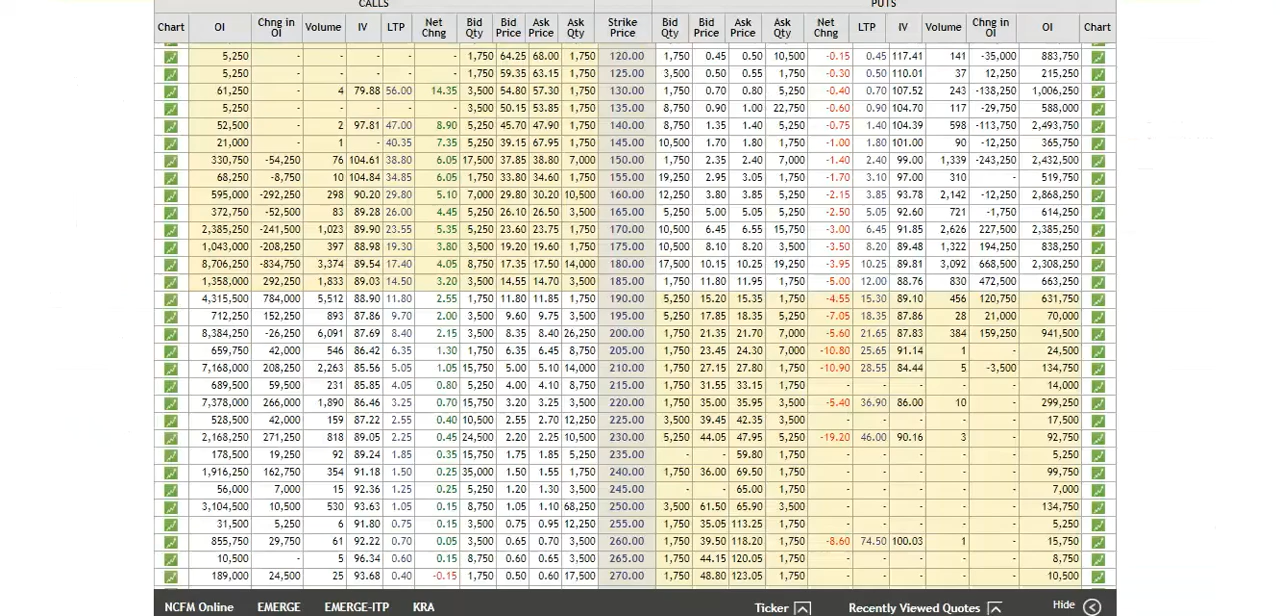 CALLS PUTS
Chart OI Chng in OI Volume IV LTP Net Chng Bid Qty Bid Price Ask Price Ask Qty Strike Price Bid Qty Bid Price Ask Price Ask Qty Net Chng LTP IV Volume Chng in OI OI Chart
5,250 - - - - - 1,750 64.25 68.00 1,750 120.00 1,750 0.45 0.50 10,500 -0.15 0.45 117.41 141 -35,000 883,750
5,250 - - - - - 1,750 59.35 63.15 1,750 125.00 3,500 0.50 0.55 1,750 -0.30 0.50 110.01 37 12,250 215,250
61,250 - 4 79.88 56.00 14.35 3,500 54.80 57.30 1,750 130.00 1,750 0.70 0.80 5,250 -0.40 0.70 107.52 243 -138,250 1,006,250
5,250 - - - - - 3,500 50.15 53.85 1,750 135.00 8,750 0.90 1.00 22,750 -0.60 0.90 104.70 117 -29,750 588,000
52,500 - 2 97.81 47.00 8.90 5,250 45.70 47.90 1,750 140.00 8,750 1.35 1.40 5,250 -0.75 1.40 104.39 598 -113,750 2,493,750
21,000 - 1 - 40.35 7.35 5,250 39.15 67.95 1,750 145.00 10,500 1.70 1.80 5,250 -1.00 1.80 101.00 90 -12,250 365,750
330,750 -54,250 76 104.61 38.80 6.05 17,500 37.85 38.80 7,000 150.00 1,750 2.35 2.40 7,000 -1.40 2.40 99.00 1,339 -243,250 2,432,500
68,250 -8,750 10 104.84 34.85 6.05 1,750 33.80 34.60 1,750 155.00 19,250 2.95 3.05 1,750 -1.70 3.10 97.00 310 - 519,750
595,000 -292,250 298 90.20 29.80 5.10 7,000 29.80 30.20 10,500 160.00 12,250 3.80 3.85 5,250 -2.15 3.85 93.78 2,142 -12,250 2,868,250
372,750 -52,500 83 89.28 26.00 4.45 5,250 26.10 26.50 3,500 165.00 5,250 5.00 5.05 5,250 -2.50 5.05 92.60 721 -1,750 614,250
2,385,250 -241,500 1,023 89.90 23.55 5.35 5,250 23.60 23.75 1,750 170.00 10,500 6.45 6.55 15,750 -3.00 6.45 91.85 2,626 227,500 2,385,250
1,043,000 -208,250 397 88.98 19.30 3.80 3,500 19.20 19.60 1,750 175.00 10,500 8.10 8.20 3,500 -3.50 8.20 89.48 1,322 194,250 838,250
8,706,250 -834,750 3,374 89.54 17.40 4.05 8,750 17.35 17.50 14,000 180.00 17,500 10.15 10.25 19,250 -3.95 10.25 89.81 3,092 668,500 2,308,250
1,358,000 292,250 1,833 89.03 14.50 3.20 3,500 14.55 14.70 3,500 185.00 1,750 11.80 11.95 1,750 -5.00 12.00 88.76 830 472,500 663,250
4,315,500 784,000 5,512 88.90 11.80 2.55 1,750 11.80 11.85 1,750 190.00 5,250 15.20 15.35 1,750 -4.55 15.30 89.10 456 120,750 631,750
712,250 152,250 893 87.86 9.70 2.00 3,500 9.60 9.75 3,500 195.00 5,250 17.85 18.35 5,250 -7.05 18.35 87.86 28 21,000 70,000
8,384,250 -26,250 6,091 87.69 8.40 2.15 3,500 8.35 8.40 26,250 200.00 1,750 21.35 21.70 7,000 -5.60 21.65 87.83 384 159,250 941,500
659,750 42,000 546 86.42 6.35 1.30 1,750 6.35 6.45 8,750 205.00 1,750 23.45 24.30 7,000 -10.80 25.65 91.14 1 - 24,500
7,168,000 208,250 2,263 85.56 5.05 1.05 15,750 5.00 5.10 14,000 210.00 1,750 27.15 27.80 1,750 -10.90 28.55 84.44 5 -3,500 134,750
689,500 59,500 231 85.85 4.05 0.80 5,250 4.00 4.10 8,750 215.00 1,750 31.55 33.15 1,750 - - - - - 14,000
7,378,000 266,000 1,890 86.46 3.25 0.70 15,750 3.20 3.25 3,500 220.00 1,750 35.00 35.95 3,500 -5.40 36.90 86.00 10 - 299,250
528,500 42,000 159 87.22 2.55 0.40 10,500 2.55 2.70 12,250 225.00 3,500 39.45 42.35 3,500 - - - - - 17,500
2,168,250 271,250 818 89.05 2.25 0.45 24,500 2.20 2.25 10,500 230.00 5,250 44.05 47.95 5,250 -19.20 46.00 90.16 3 - 92,750
178,500 19,250 92 89.24 1.85 0.35 15,750 1.75 1.85 5,250 235.00 - - 59.80 1,750 - - - - - 5,250
1,916,250 162,750 354 91.18 1.50 0.25 35,000 1.50 1.55 1,750 240.00 1,750 36.00 69.50 1,750 - - - - - 99,750
56,000 7,000 15 92.36 1.25 0.25 5,250 1.20 1.30 3,500 245.00 - - 65.00 1,750 - - - - - 7,000
3,104,500 10,500 530 93.63 1.05 0.15 8,750 1.05 1.10 68,250 250.00 3,500 61.50 65.90 3,500 - - - - - 134,750
31,500 5,250 6 91.80 0.75 0.15 3,500 0.75 0.95 12,250 255.00 1,750 35.05 113.25 1,750 - - - - - 5,250
855,750 29,750 61 92.22 0.70 0.05 3,500 0.65 0.70 3,500 260.00 1,750 39.50 118.20 1,750 -8.60 74.50 100.03 1 - 15,750
10,500 - 5 96.34 0.60 0.15 8,750 0.60 0.65 3,500 265.00 1,750 44.15 120.05 1,750 - - - - - 8,750
189,000 24,500 25 93.68 0.40 -0.15 1,750 0.50 0.60 17,500 270.00 1,750 48.80 123.05 1,750 - - - - - 10,500
NCFM Online EMERGE EMERGE-ITP KRA Ticker Recently Viewed Quotes Hide